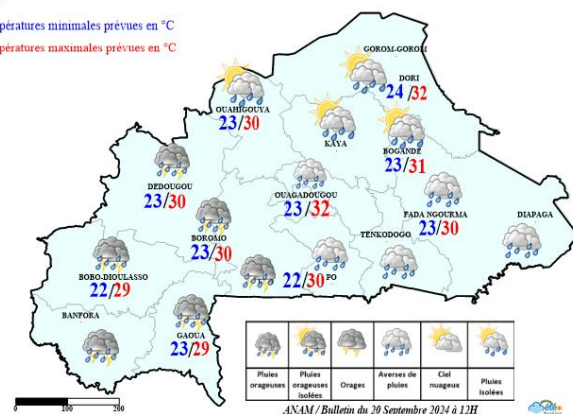 pératures minimales prévues en °C
pératures maximales prévues en °C
GOROM-GOROM
DORI
24/32
OUAHIGOUYA
23/30
KAYA
BOGANDE
23/31
DEDOUGOU
23/30
OUAGADOUGOU
23/32
FADA NGOURMA
23/30
DIAPAGA
BOROMO
23/30
TENKODOGO
BOBO-DIOULASSO
22/29
22/30 PO
BANFORA
GAOUA
23/29
Pluies orageuses
Pluies orageuses isolées
Orages
Averses de pluies
Ciel nuageux
Pluies isolées
0 100 200
ANAM / Bulletin du 20 Septembre 2024 à 12H